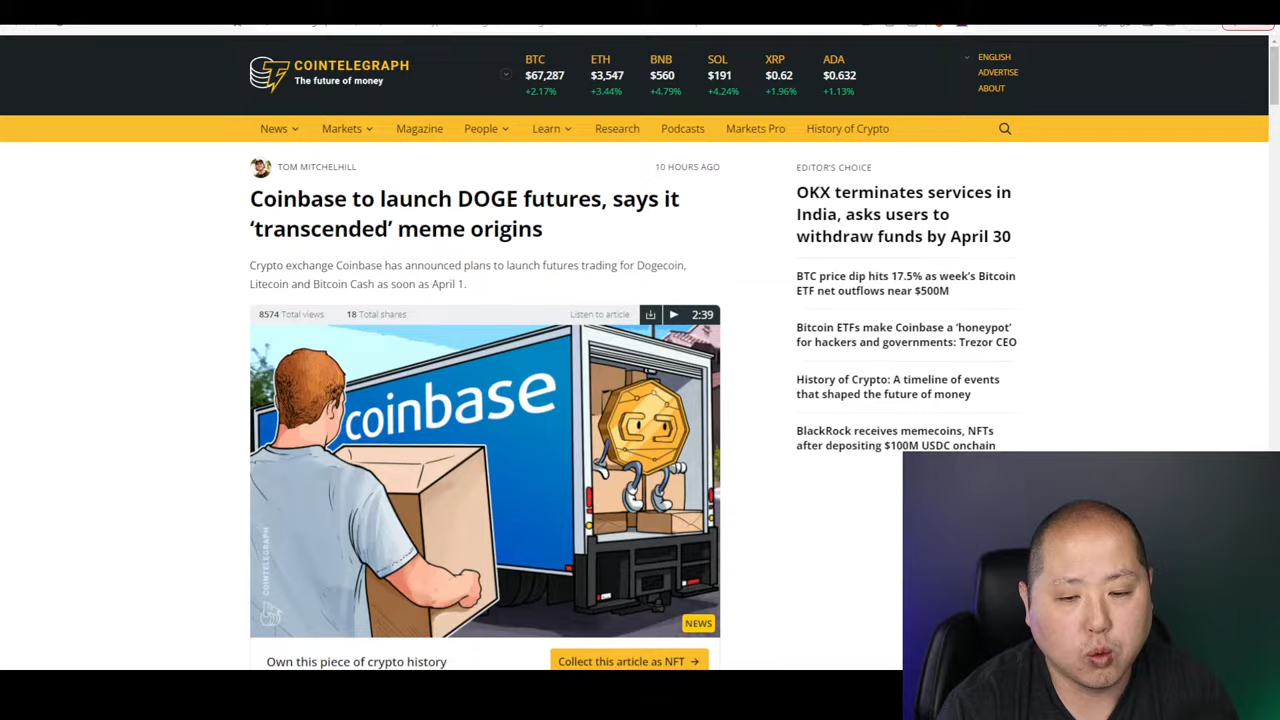 COINTELEGRAPH
The future of money
BTC
$67,287
+2.17%
ETH
$3,547
+3.44%
BNB
$560
+4.79%
SOL
$191
+4.24%
XRP
$0.62
+1.96%
ADA
$0.632
+1.13%
ENGLISH
ADVERTISE
ABOUT
News
Markets
Magazine
People
Learn
Research
Podcasts
Markets Pro
History of Crypto
TOM MITCHELHILL
10 HOURS AGO
Coinbase to launch DOGE futures, says it
‘transcended’ meme origins
Crypto exchange Coinbase has announced plans to launch futures trading for Dogecoin,
Litecoin and Bitcoin Cash as soon as April 1.
8574 Total views
18 Total shares
Listen to article
2:39
coinbase
COINTELEGRAPH
NEWS
Own this piece of crypto history
Collect this article as NFT →
EDITOR'S CHOICE
OKX terminates services in
India, asks users to
withdraw funds by April 30
BTC price dip hits 17.5% as week’s Bitcoin
ETF net outflows near $500M
Bitcoin ETFs make Coinbase a ‘honeypot’
for hackers and governments: Trezor CEO
History of Crypto: A timeline of events
that shaped the future of money
BlackRock receives memecoins, NFTs
after depositing $100M USDC onchain